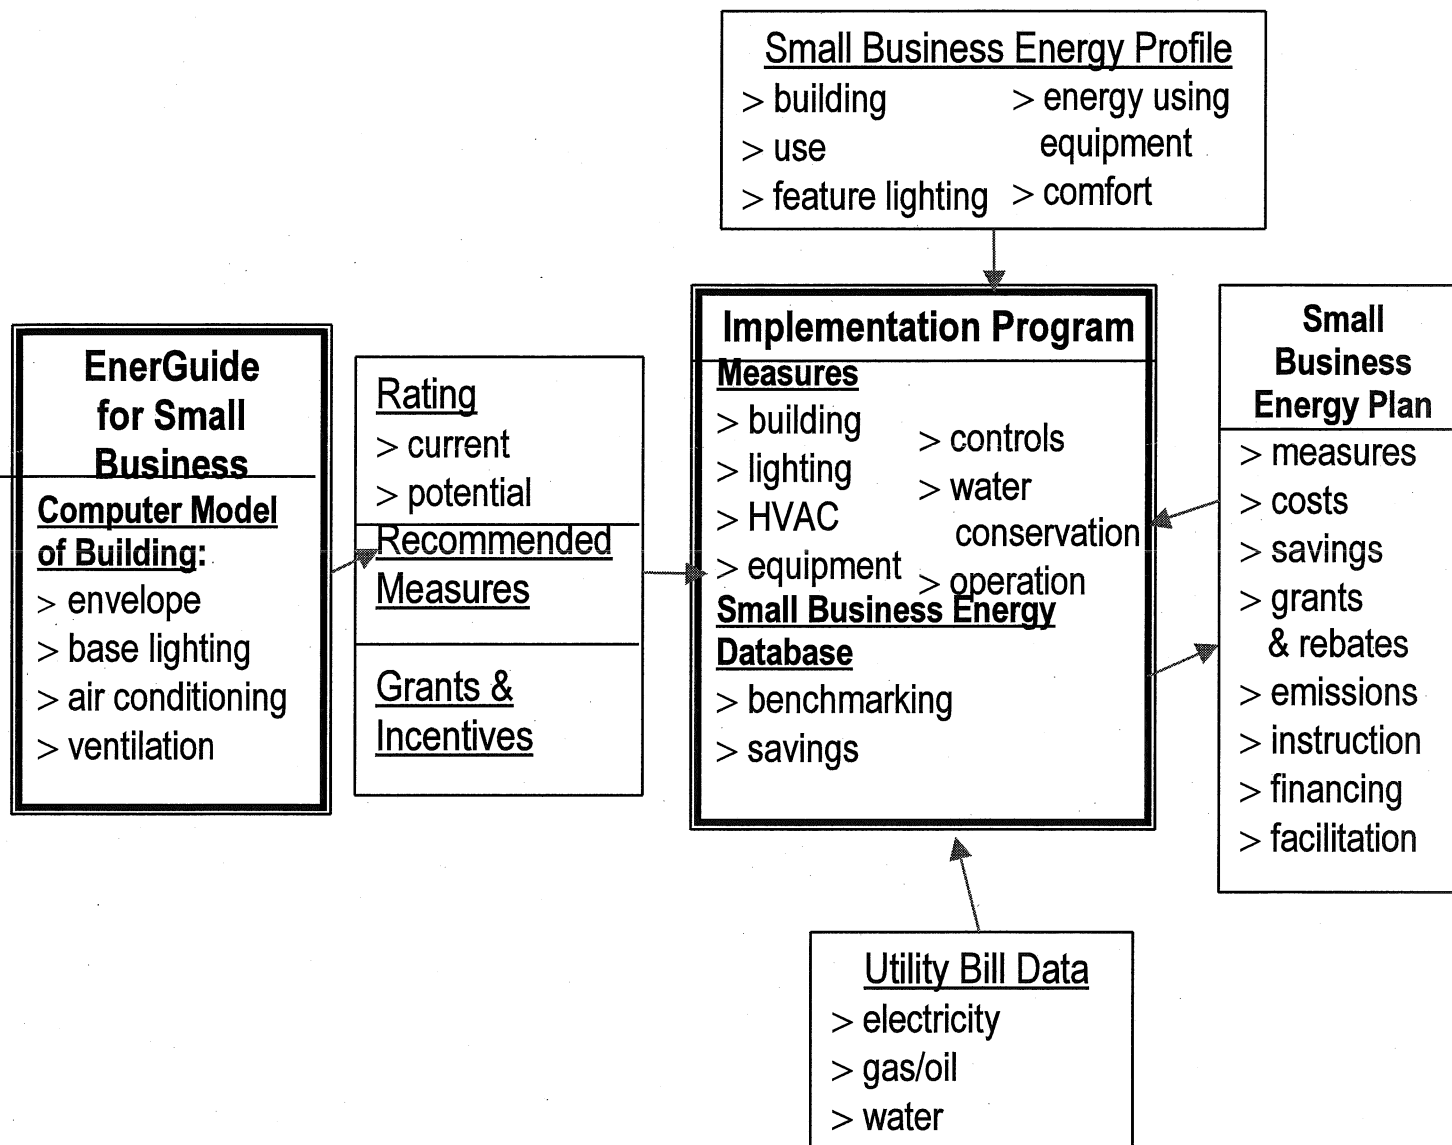 Small Business Energy Profile
> building
> use
> feature lighting
> energy using
equipment
> comfort
EnerGuide
for Small
Business
Computer Model
of Building:
> envelope
> base lighting
> air conditioning
> ventilation
Rating
> current
> potential
Recommended
Measures
Grants &
Incentives
Implementation Program
Measures
> building
> lighting
> HVAC
> equipment
> controls
> water
conservation
> operation
Small Business Energy
Database
> benchmarking
> savings
Small
Business
Energy Plan
> measures
> costs
> savings
> grants
& rebates
> emissions
> instruction
> financing
> facilitation
Utility Bill Data
> electricity
> gas/oil
> water